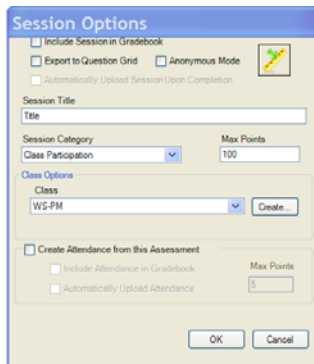 Session Options
Include Session in Gradebook
Export to Question Grid Anonymous Mode
Automatically Upload Session Upon Completion
Session Title
Title
Session Category Max Points
Class Participation 100
Class Options
Class
WS-PM Create...
Create Attendance from this Assessment
Include Attendance in Gradebook Max Points
Automatically Upload Attendance 5
OK Cancel